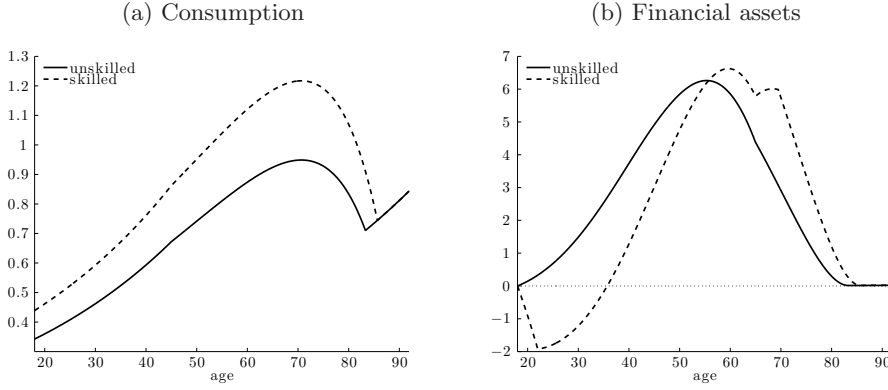 (a) Consumption
1.3
1.2
1.1
1
0.9
0.8
0.7
0.6
0.5
0.4
unskilled
skilled
20 30 40 50 60 70 80 90
age
(b) Financial assets
7
6
5
4
3
2
1
0
−1
−2
unskilled
skilled
20 30 40 50 60 70 80 90
age